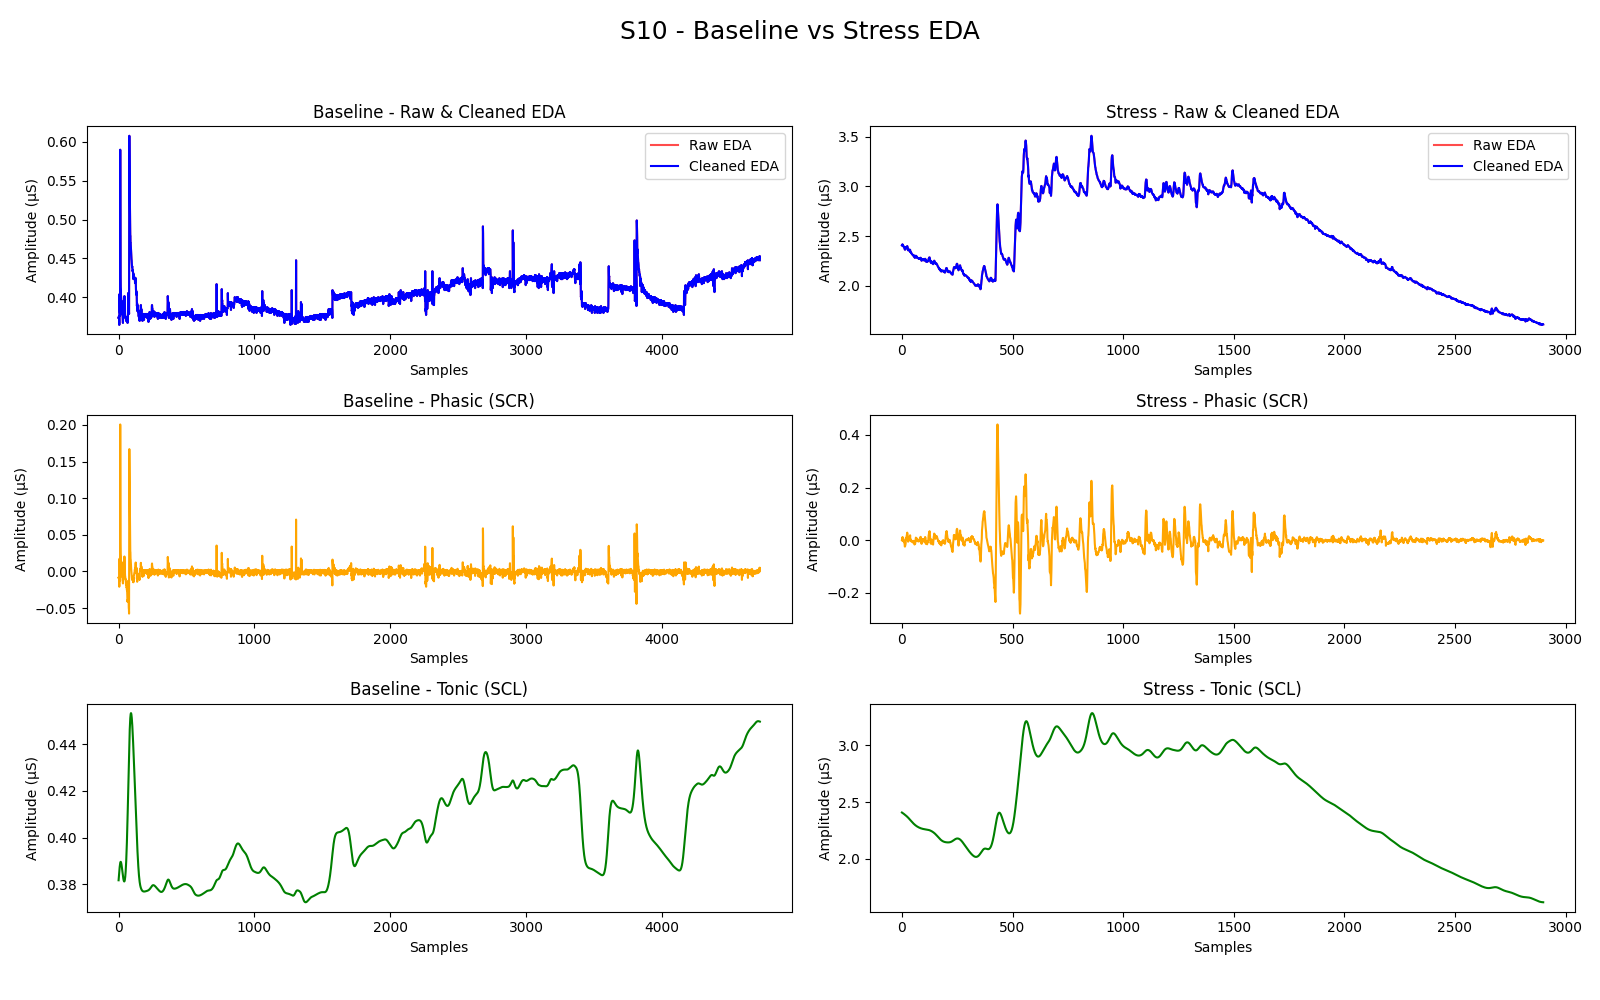 S10 - Baseline vs Stress EDA
Baseline - Raw & Cleaned EDA
Amplitude (µS)
0.60
0.55
0.50
0.45
0.40
Raw EDA
Cleaned EDA
0 1000 2000 3000 4000
Samples
Stress - Raw & Cleaned EDA
Amplitude (µS)
3.5
3.0
2.5
2.0
Raw EDA
Cleaned EDA
0 500 1000 1500 2000 2500 3000
Samples
Baseline - Phasic (SCR)
Amplitude (µS)
0.20
0.15
0.10
0.05
0.00
−0.05
0 1000 2000 3000 4000
Samples
Stress - Phasic (SCR)
Amplitude (µS)
0.4
0.2
0.0
−0.2
0 500 1000 1500 2000 2500 3000
Samples
Baseline - Tonic (SCL)
Amplitude (µS)
0.44
0.42
0.40
0.38
0 1000 2000 3000 4000
Samples
Stress - Tonic (SCL)
Amplitude (µS)
3.0
2.5
2.0
0 500 1000 1500 2000 2500 3000
Samples